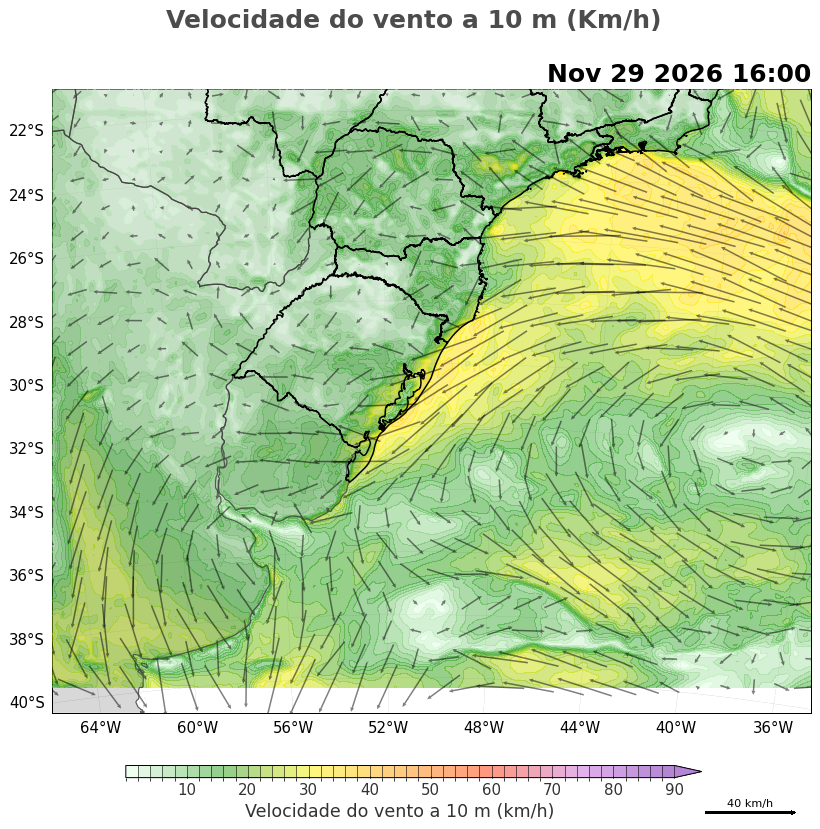 Velocidade do vento a 10 m (Km/h)
Nov 29 2026 16:00
22°S
24°S
26°S
28°S
30°S
32°S
34°S
36°S
38°S
40°S
64°W 60°W 56°W 52°W 48°W 44°W 40°W 36°W
10 20 30 40 50 60 70 80 90
Velocidade do vento a 10 m (km/h)
40 km/h